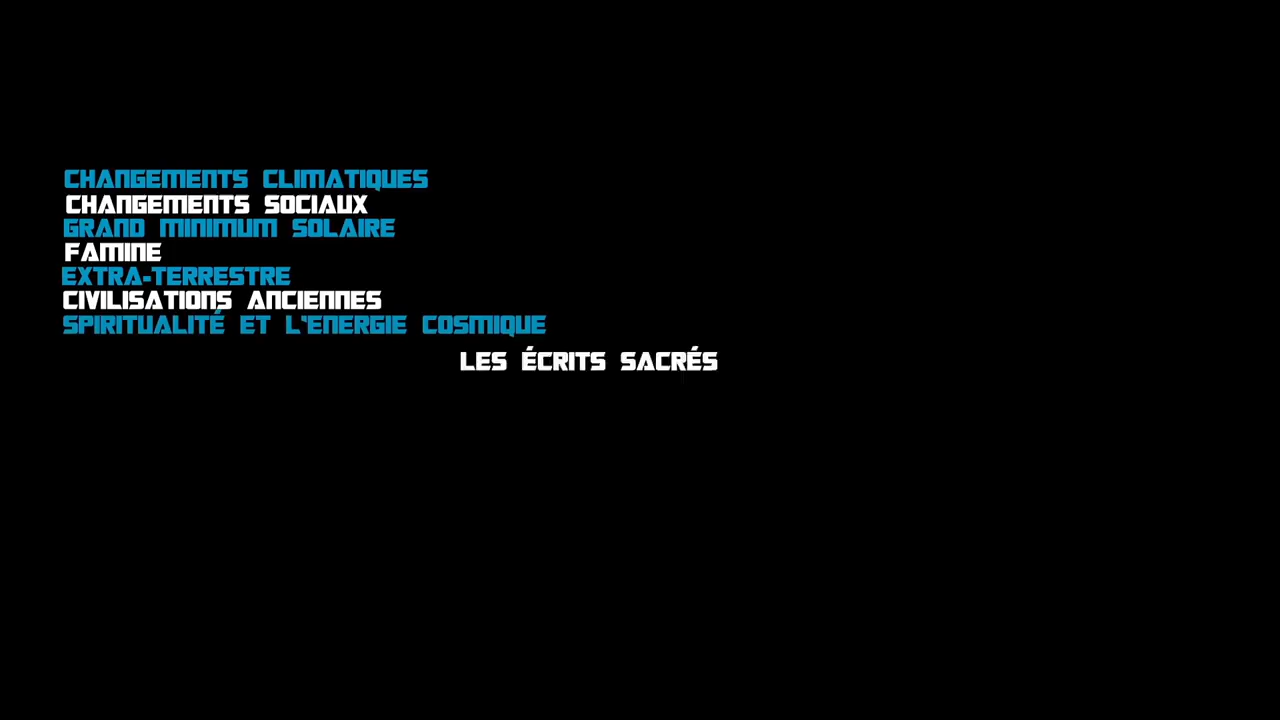 CHANGEMENTS CLIMATIQUES
CHANGEMENTS SOCIAUX
GRAND MINIMUM SOLAIRE
FAMINE
EXTRA-TERRESTRE
CIVILISATIONS ANCIENNES
SPIRITUALITÉ ET L'ENERGIE COSMIQUE
LES ÉCRITS SACRÉS